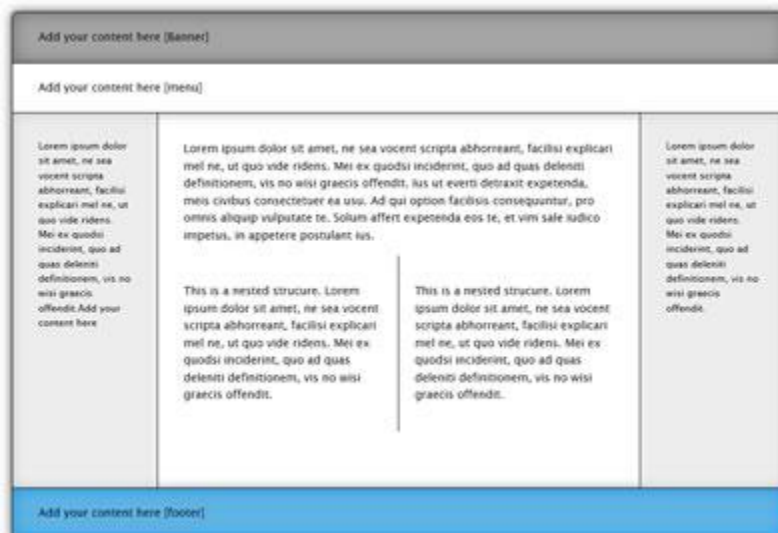 Add your content here [Banner]
Add your content here [menu]
Lorem ipsum dolor
sit amet, ne sea
vocent scripta
abhorreant, facilisi
explicari mel ne, ut
quo vide ridens.
Mei ex quodsi
inciderint, quo ad
quas deleniti
definitionem, vis no
wisi graecis
offendit.Add your
content here
Lorem ipsum dolor sit amet, ne sea vocent scripta abhorreant, facilisi explicari
mel ne, ut quo vide ridens. Mei ex quodsi inciderint, quo ad quas deleniti
definitionem, vis no wisi graecis offendit. Ius ut everti detraxit expetenda,
meis civibus consectetuer ea usu. Ad qui option facilisis consequuntur, pro
omnis aliquip vulputate te. Solum affert expetenda eos te, et vim sale iudico
impetus, in appetere postulant ius.
This is a nested strucure. Lorem
ipsum dolor sit amet, ne sea vocent
scripta abhorreant, facilisi explicari
mel ne, ut quo vide ridens. Mei ex
quodsi inciderint, quo ad quas
deleniti definitionem, vis no wisi
graecis offendit.
This is a nested strucure. Lorem
ipsum dolor sit amet, ne sea vocent
scripta abhorreant, facilisi explicari
mel ne, ut quo vide ridens. Mei ex
quodsi inciderint, quo ad quas
deleniti definitionem, vis no wisi
graecis offendit.
Lorem ipsum dolor
sit amet, ne sea
vocent scripta
abhorreant, facilisi
explicari mel ne, ut
quo vide ridens.
Mei ex quodsi
inciderint, quo ad
quas deleniti
definitionem, vis no
wisi graecis
offendit.
Add your content here [footer]